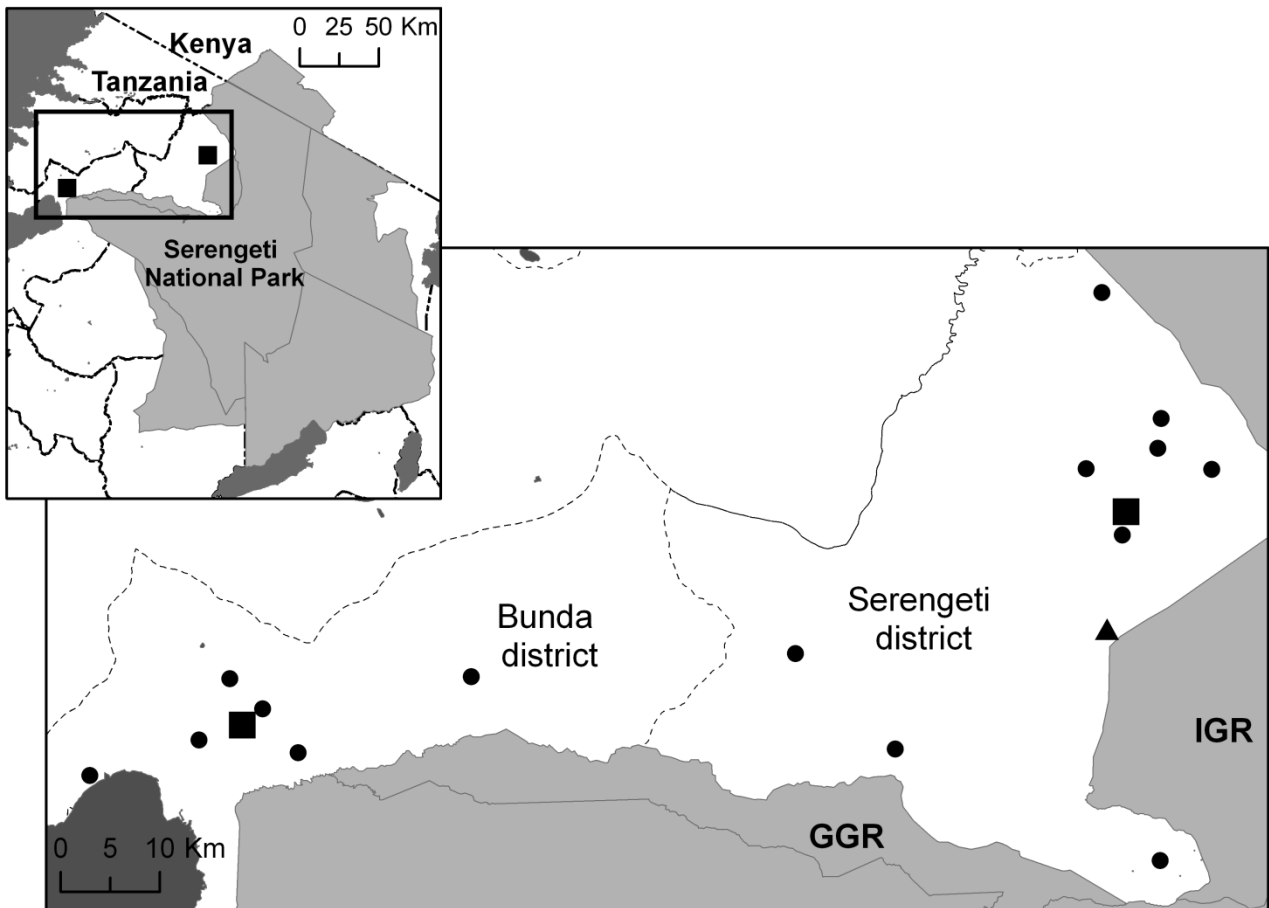 0 25 50 Km
Kenya
Tanzania
Serengeti
National Park
Bunda
district
Serengeti
district
IGR
GGR
0 5 10 Km